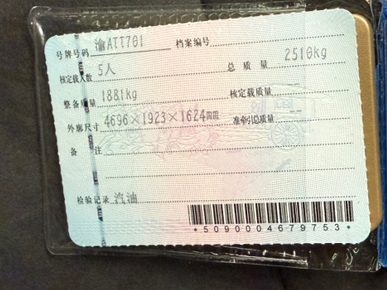 号牌号码 渝ATT701 档案编号
核定载人数 5人 总质量 2510kg
整备质量 1881kg 核定载质量
外廓尺寸 4696×1923×1624mm 准牵引总质量 --
备注
检验记录 汽油
*5090004679753*